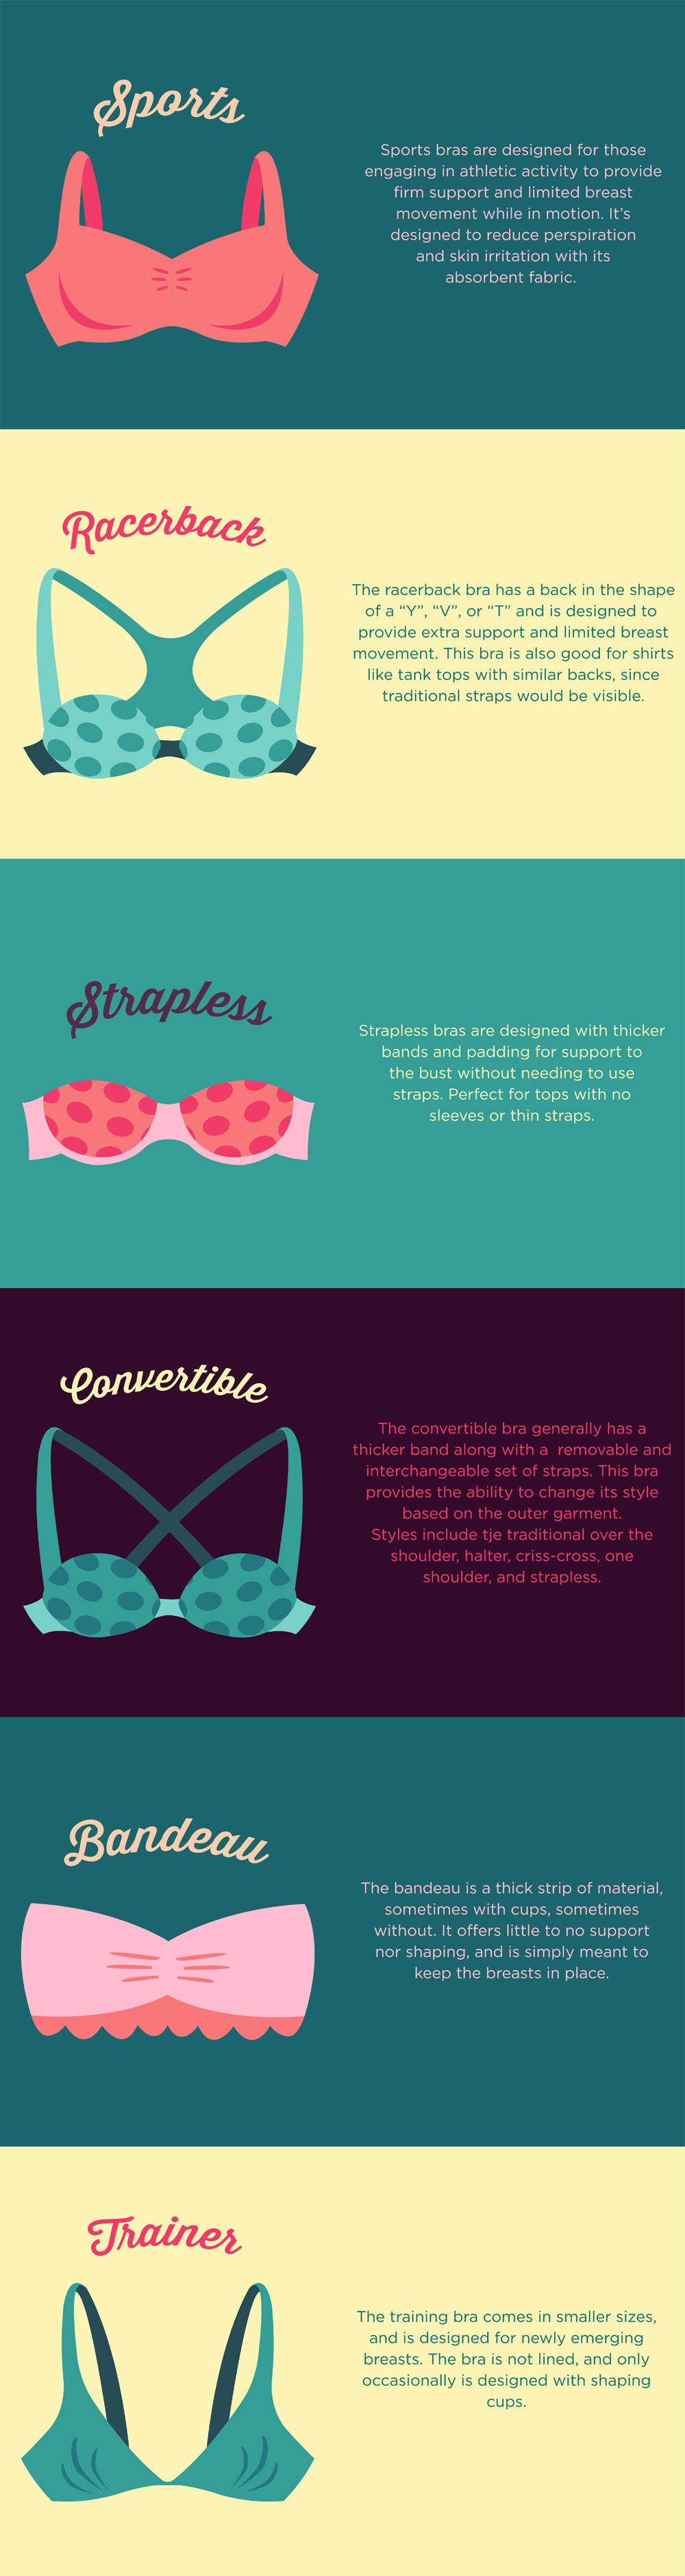 Sports
Sports bras are designed for those
engaging in athletic activity to provide
firm support and limited breast
movement while in motion. It’s
designed to reduce perspiration
and skin irritation with its
absorbent fabric.
Racerback
The racerback bra has a back in the shape
of a “Y”, “V”, or “T” and is designed to
provide extra support and limited breast
movement. This bra is also good for shirts
like tank tops with similar backs, since
traditional straps would be visible.
Strapless
Strapless bras are designed with thicker
bands and padding for support to
the bust without needing to use
straps. Perfect for tops with no
sleeves or thin straps.
Convertible
The convertible bra generally has a
thicker band along with a  removable and
interchangeable set of straps. This bra
provides the ability to change its style
based on the outer garment.
Styles include tje traditional over the
shoulder, halter, criss-cross, one
shoulder, and strapless.
Bandeau
The bandeau is a thick strip of material,
sometimes with cups, sometimes
without. It offers little to no support
nor shaping, and is simply meant to
keep the breasts in place.
Trainer
The training bra comes in smaller sizes,
and is designed for newly emerging
breasts. The bra is not lined, and only
occasionally is designed with shaping
cups.